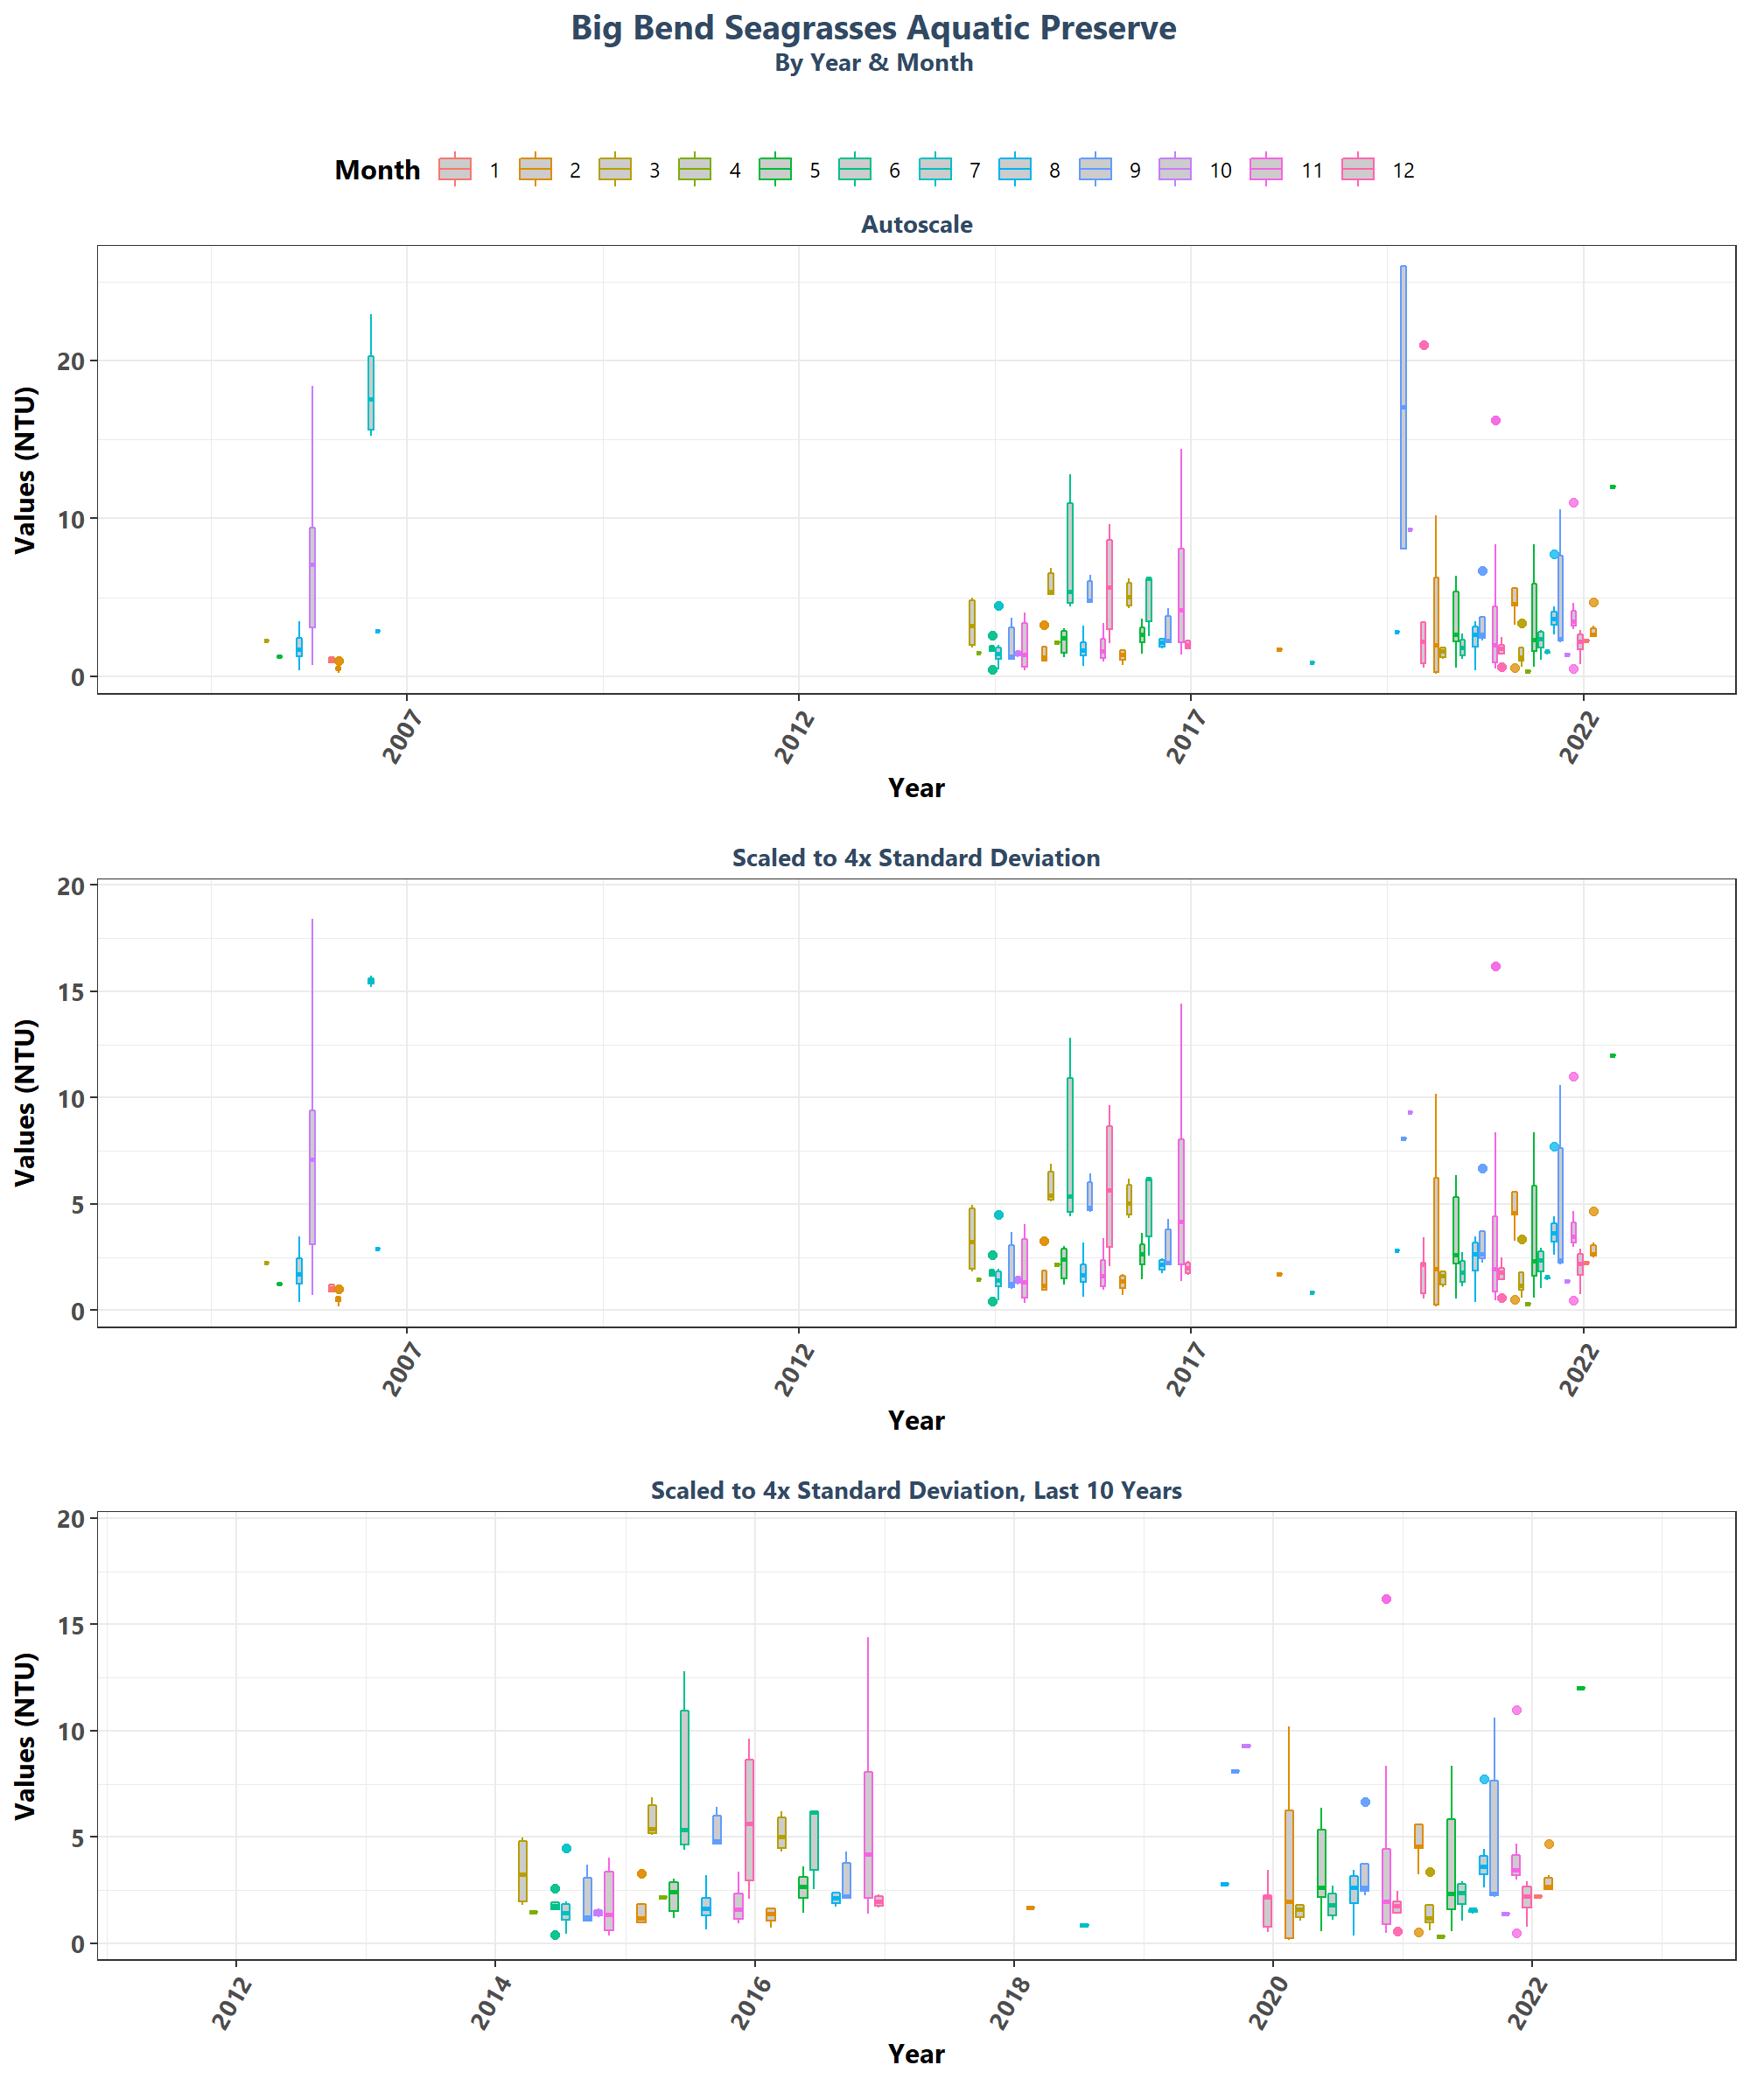 Big Bend Seagrasses Aquatic Preserve
By Year & Month
Month 1 2 3 4 5 6 7 8 9 10 11 12
Autoscale
Values (NTU)
20
10
0
2007 2012 2017 2022
Year
Scaled to 4x Standard Deviation
Values (NTU)
20
15
10
5
0
2007 2012 2017 2022
Year
Scaled to 4x Standard Deviation, Last 10 Years
Values (NTU)
20
15
10
5
0
2012 2014 2016 2018 2020 2022
Year